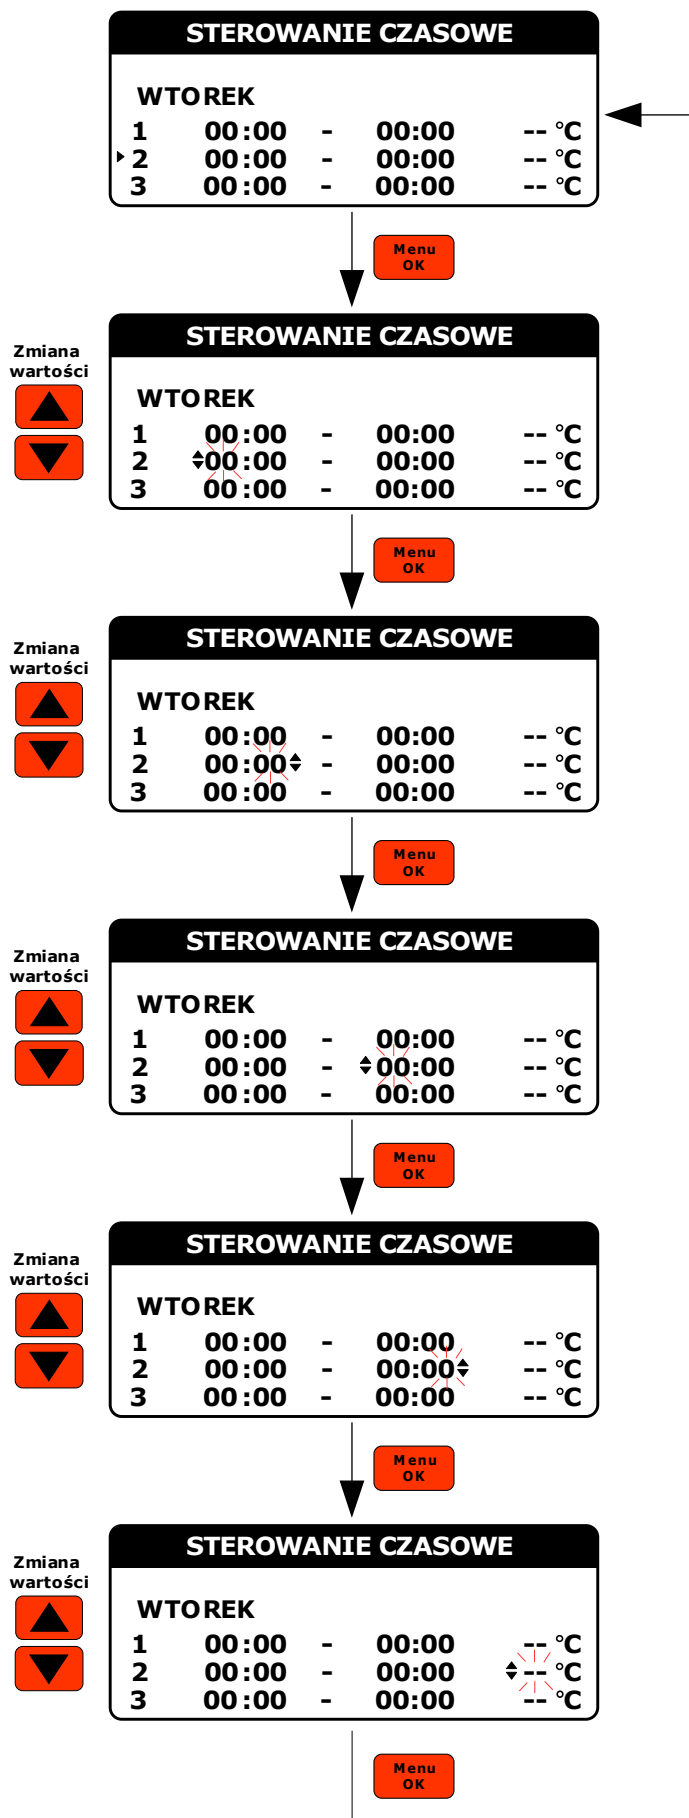 STEROWANIE CZASOWE
WTOREK
1 00:00 - 00:00 -- °C
2 00:00 - 00:00 -- °C
3 00:00 - 00:00 -- °C
Menu
OK
STEROWANIE CZASOWE
Zmiana
wartości
WTOREK
1 00:00 - 00:00 -- °C
2 00:00 - 00:00 -- °C
3 00:00 - 00:00 -- °C
Menu
OK
STEROWANIE CZASOWE
Zmiana
wartości
WTOREK
1 00:00 - 00:00 -- °C
2 00:00 - 00:00 -- °C
3 00:00 - 00:00 -- °C
Menu
OK
STEROWANIE CZASOWE
Zmiana
wartości
WTOREK
1 00:00 - 00:00 -- °C
2 00:00 - 00:00 -- °C
3 00:00 - 00:00 -- °C
Menu
OK
STEROWANIE CZASOWE
Zmiana
wartości
WTOREK
1 00:00 - 00:00 -- °C
2 00:00 - 00:00 -- °C
3 00:00 - 00:00 -- °C
Menu
OK
STEROWANIE CZASOWE
Zmiana
wartości
WTOREK
1 00:00 - 00:00 -- °C
2 00:00 - 00:00 -- °C
3 00:00 - 00:00 -- °C
Menu
OK